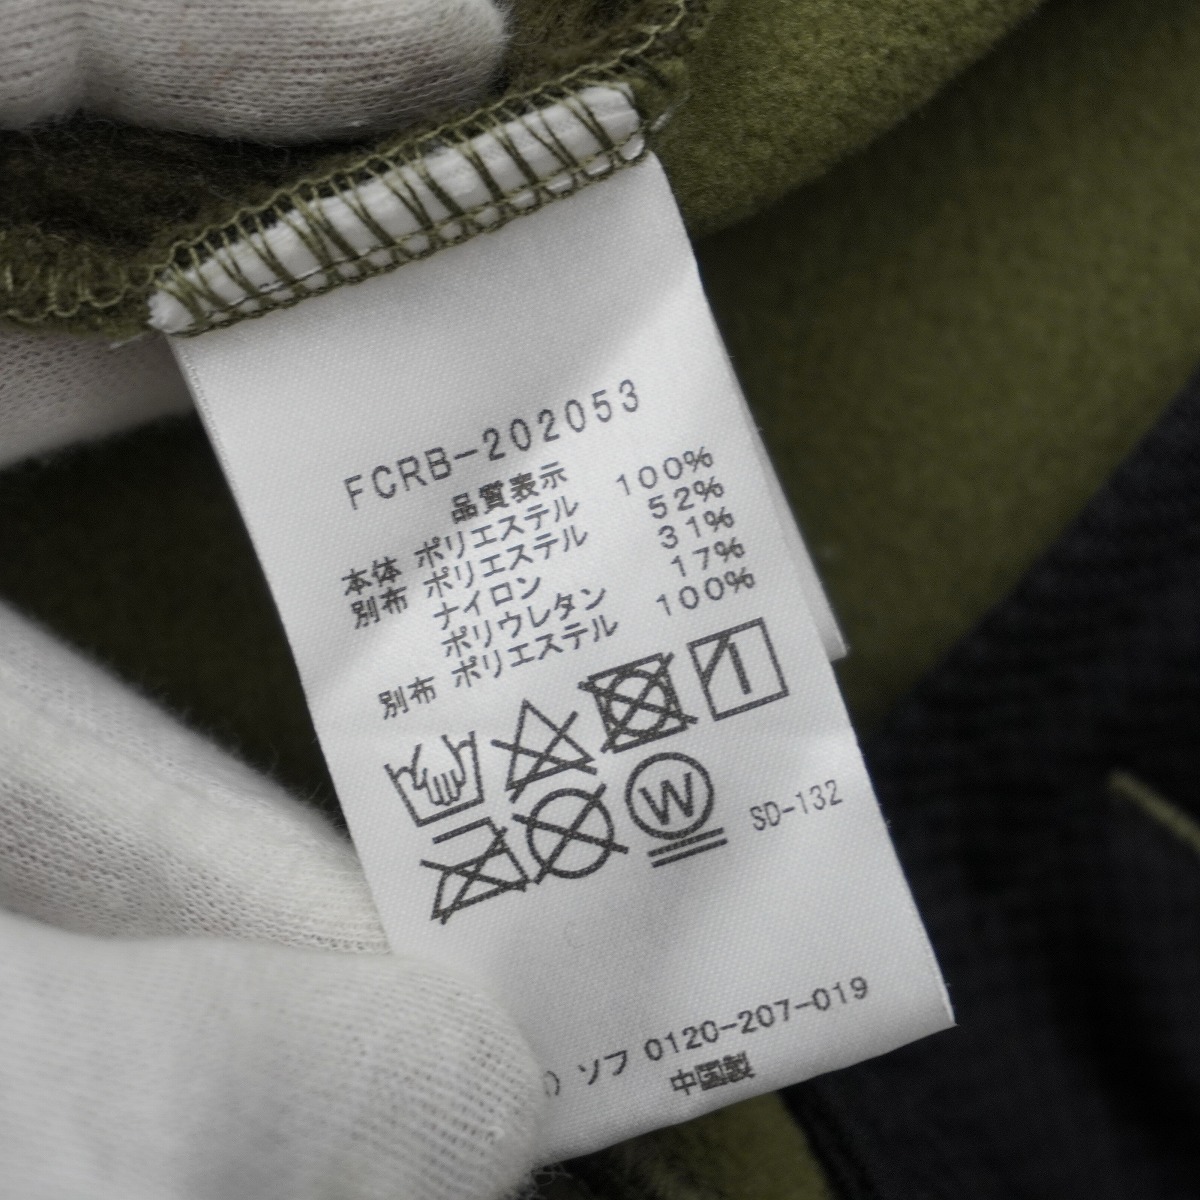 FCRB-202053
品質表示
本体 ポリエステル 100%
別布 ポリエステル 52%
ナイロン 31%
ポリウレタン 17%
別布 ポリエステル 100%
W
SD-132
ソフ 0120-207-019
中国製